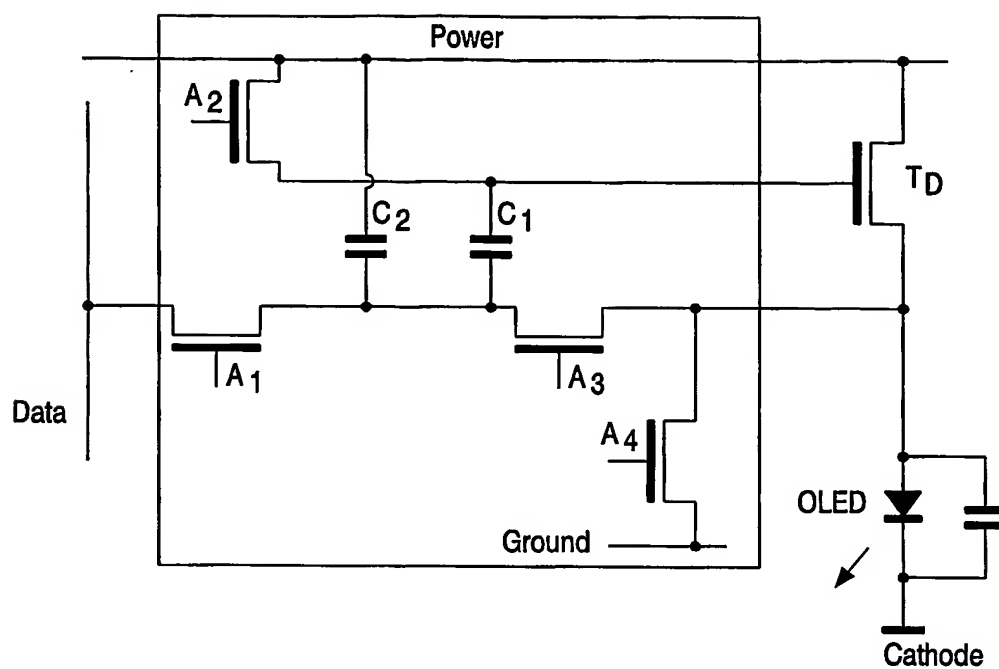 Power
A2
TD
C2
C1
A1
A3
Data
A4
OLED
Ground
Cathode